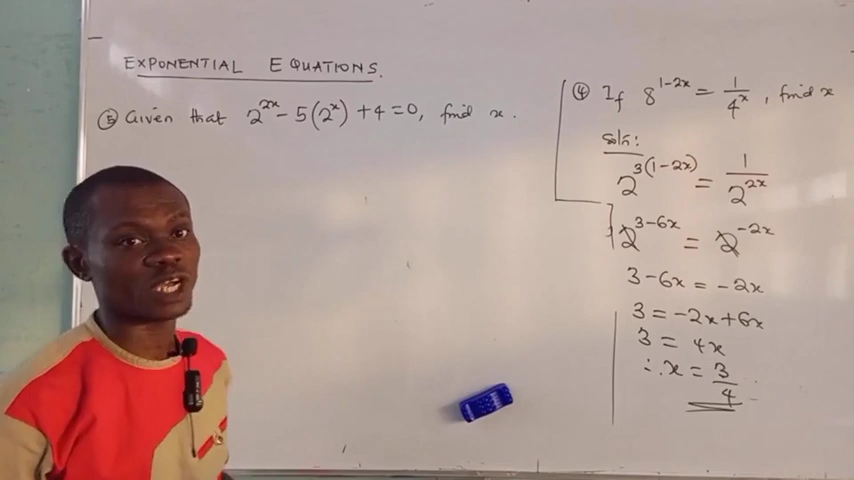 EXPONENTIAL EQUATIONS.
⑤ Given that 2^2x - 5(2^x) + 4 = 0, find x.
④ If 8^1-2x = 1/4^x, find x
Soln:
2^3(1-2x) = 1/2^2x
2^3-6x = 2^-2x
3-6x = -2x
3 = -2x+6x
3 = 4x
∴ x = 3/4